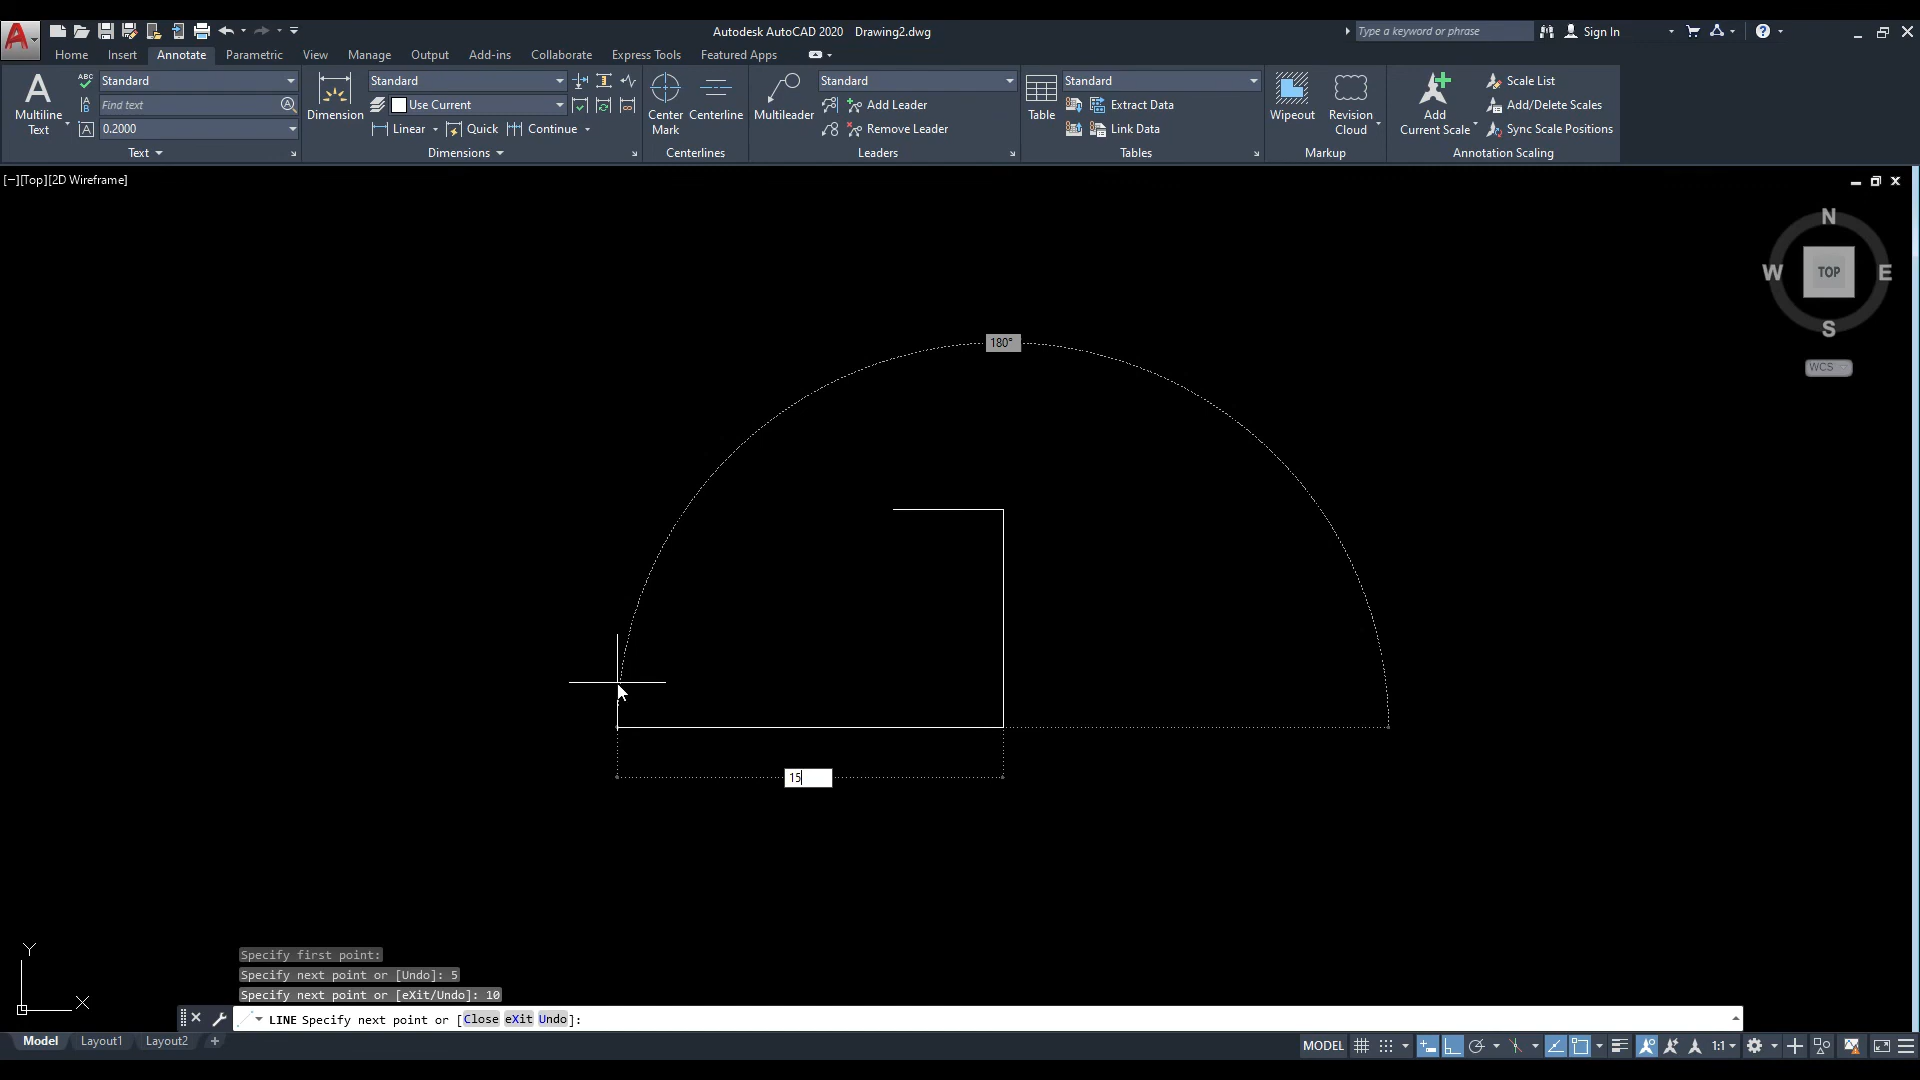 Autodesk AutoCAD 2020 Drawing2.dwg
Type a keyword or phrase
Sign In
Home Insert Annotate Parametric View Manage Output Add-ins Collaborate Express Tools Featured Apps
Multiline Text
ABC
Standard
Find text
0.2000
Text
Dimension
Standard
Use Current
Linear Quick Continue
Dimensions
Center Mark
Centerline
Centerlines
Multileader
Standard
Add Leader
Remove Leader
Leaders
Table
Standard
Extract Data
Link Data
Tables
Wipeout
Revision Cloud
Markup
Add Current Scale
Scale List
Add/Delete Scales
Sync Scale Positions
Annotation Scaling
[−][Top][2D Wireframe]
N
W TOP E
S
WCS
180°
15
Y
X
Specify first point:
Specify next point or [Undo]: 5
Specify next point or [eXit/Undo]: 10
LINE Specify next point or [Close eXit Undo]:
Model Layout1 Layout2 +
MODEL 1:1